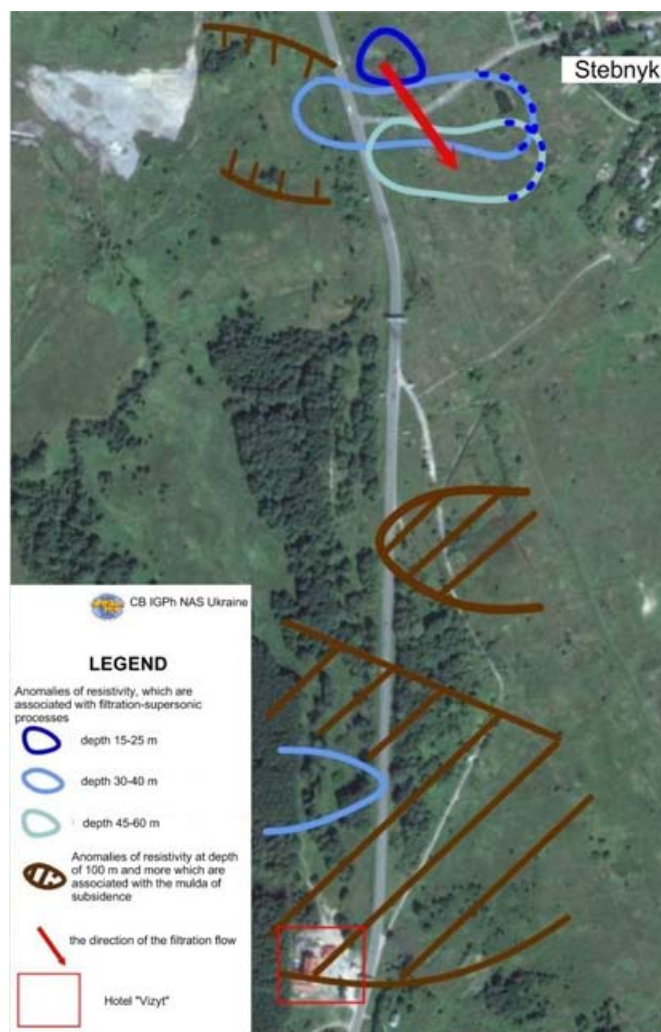 Stebnyk
CB IGPh NAS Ukraine
LEGEND
Anomalies of resistivity, which are
associated with filtration-supersonic
processes
depth 15-25 m
depth 30-40 m
depth 45-60 m
Anomalies of resistivity at depth
of 100 m and more which are
associated with the mulda of
subsidence
the direction of the filtration flow
Hotel "Vizyt"